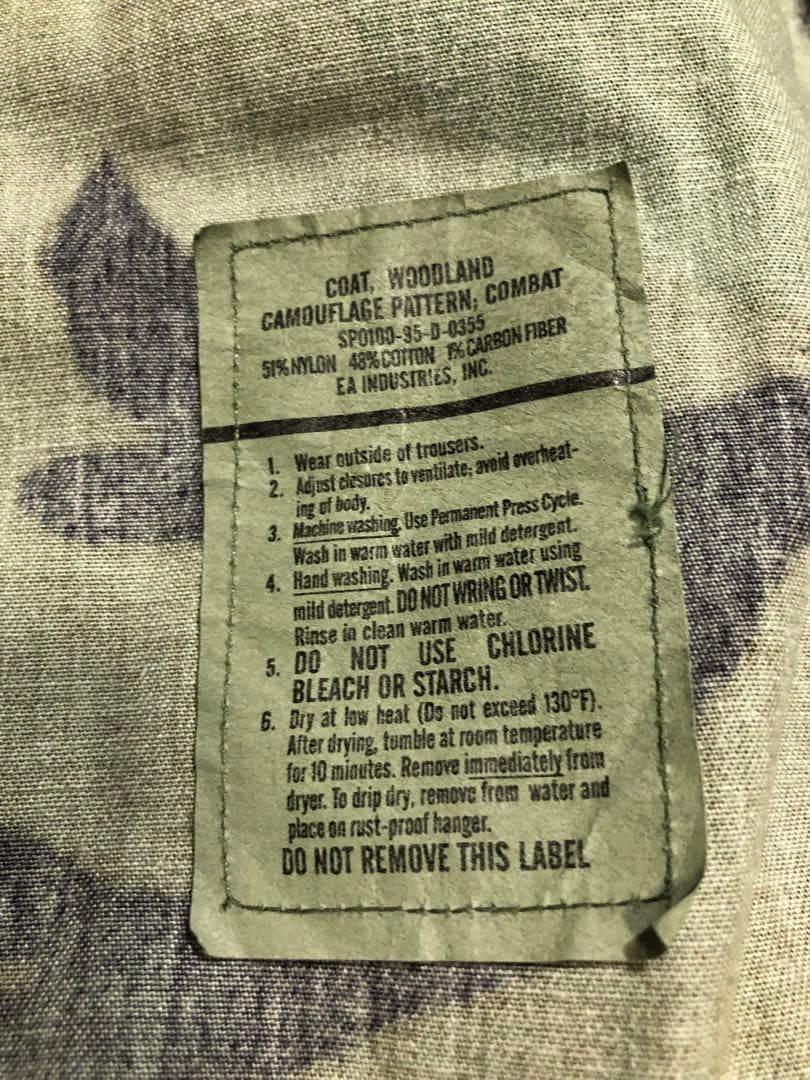 COAT, WOODLAND
CAMOUFLAGE PATTERN; COMBAT
SP0100-95-D-0355
51% NYLON 48% COTTON 1% CARBON FIBER
EA INDUSTRIES, INC.
1. Wear outside of trousers.
2. Adjust closures to ventilate; avoid overheat-
ing of body.
3. Machine washing. Use Permanent Press Cycle.
Wash in warm water with mild detergent.
4. Hand washing. Wash in warm water using
mild detergent. DO NOT WRING OR TWIST.
Rinse in clean warm water.
5. DO NOT USE CHLORINE
BLEACH OR STARCH.
6. Dry at low heat (Do not exceed 130°F).
After drying, tumble at room temperature
for 10 minutes. Remove immediately from
dryer. To drip dry, remove from water and
place on rust-proof hanger.
DO NOT REMOVE THIS LABEL